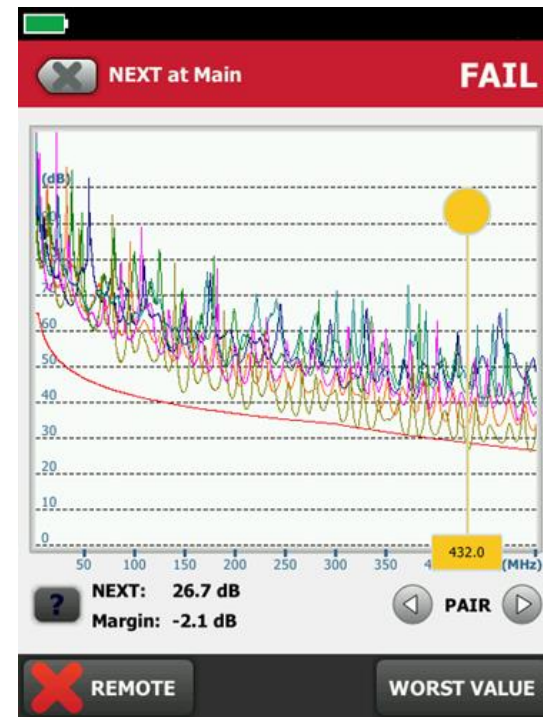 NEXT at Main
FAIL
(dB)
60
50
40
30
20
10
0
432.0
50 100 150 200 250 300 350 4 (MHz)
? NEXT: 26.7 dB
Margin: -2.1 dB
PAIR
REMOTE
WORST VALUE